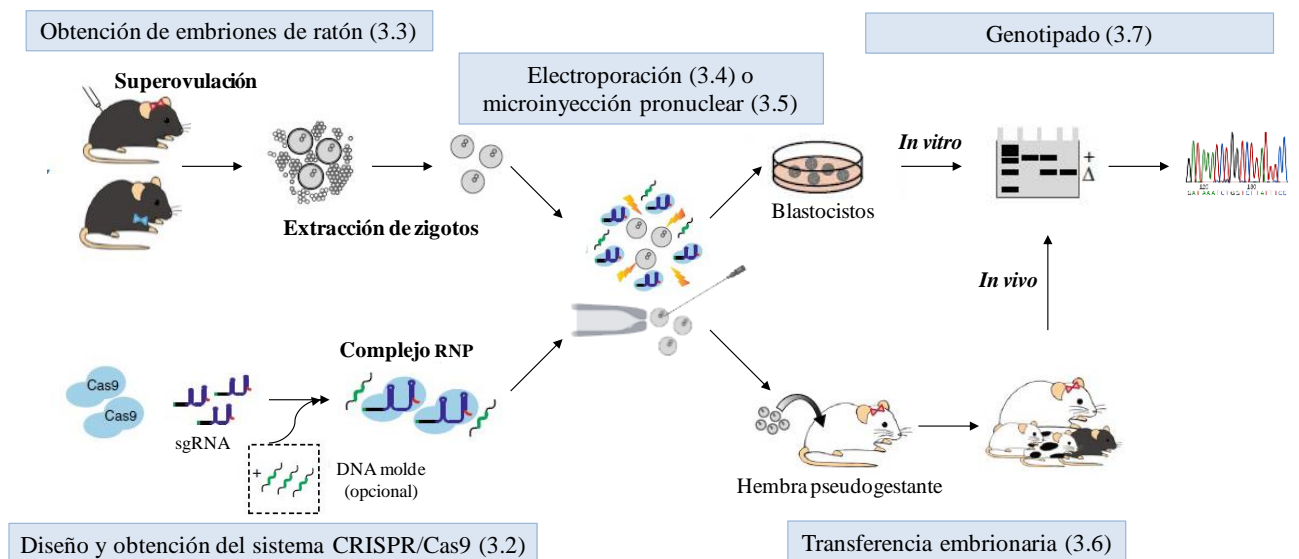 Obtención de embriones de ratón (3.3)
Genotipado (3.7)
Superovulación
Electroporación (3.4) o
microinyección pronuclear (3.5)
In vitro
+
Δ
Blastocistos
120
Extracción de zigotos
In vivo
Complejo RNP
Cas9
Cas9
sgRNA
+
DNA molde
(opcional)
Hembra pseudogestante
Diseño y obtención del sistema CRISPR/Cas9 (3.2)
Transferencia embrionaria (3.6)